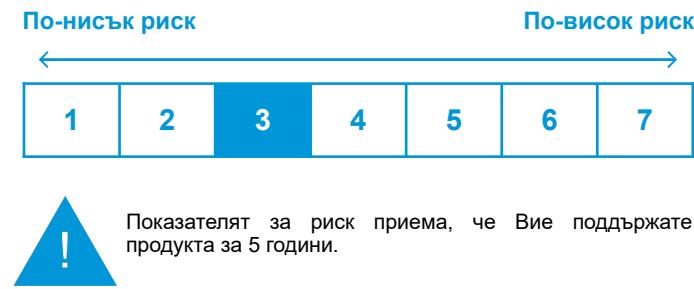 По-нисък риск По-висок риск
1 2 3 4 5 6 7
!
Показателят за риск приема, че Вие поддържате
продукта за 5 години.